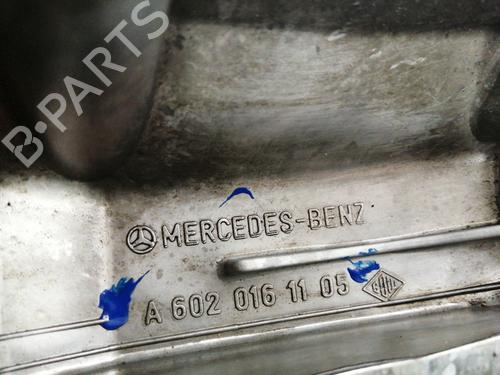 B-PARTS
MERCEDES-BENZ
A 602 016 11 05